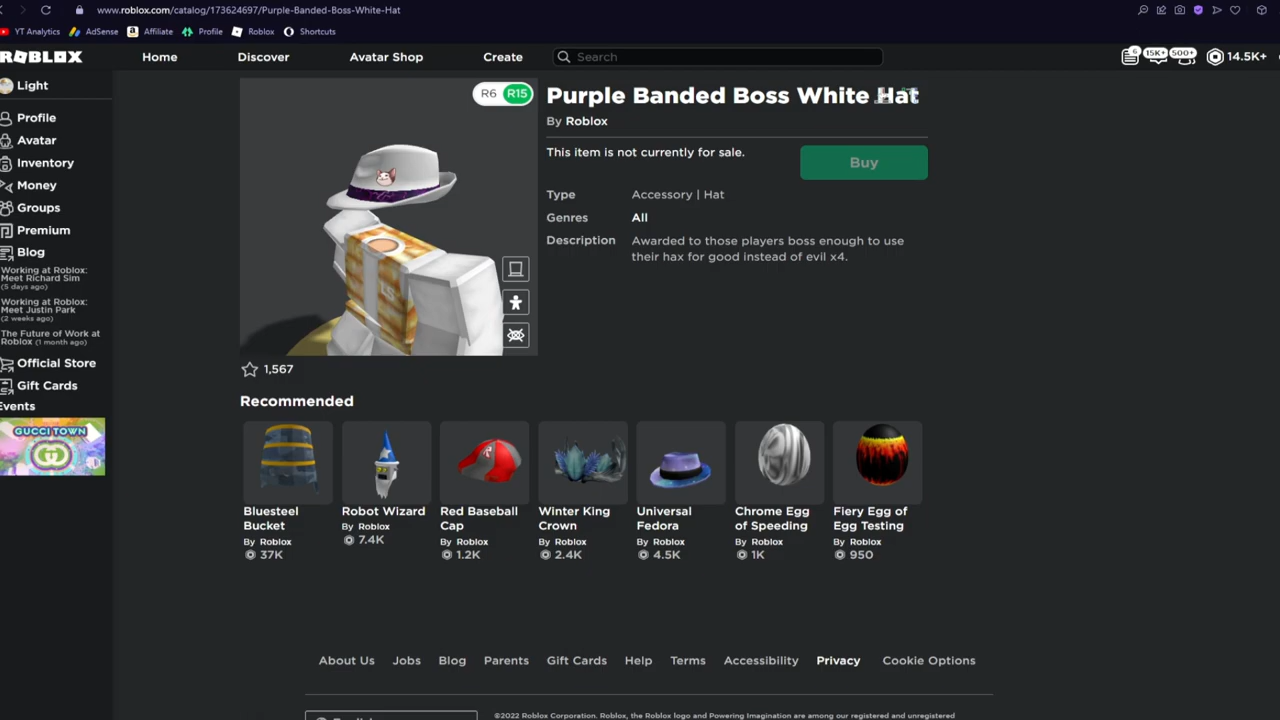 www.roblox.com/catalog/173624697/Purple-Banded-Boss-White-Hat
YT Analytics
AdSense
Affiliate
Profile
Roblox
Shortcuts
ROBLOX
Home
Discover
Avatar Shop
Create
Search
6
15K+
500+
14.5K+
Light
Profile
Avatar
Inventory
Money
Groups
Premium
Blog
Working at Roblox:
Meet Richard Sim
(5 days ago)
Working at Roblox:
Meet Justin Park
(2 weeks ago)
The Future of Work at
Roblox (1 month ago)
Official Store
Gift Cards
Events
GUCCI TOWN
R6 R15
Purple Banded Boss White Hat
By Roblox
This item is not currently for sale.
Buy
Type Accessory | Hat
Genres All
Description Awarded to those players boss enough to use
their hax for good instead of evil x4.
1,567
Recommended
Bluesteel
Bucket
By Roblox
37K
Robot Wizard
By Roblox
7.4K
Red Baseball
Cap
By Roblox
1.2K
Winter King
Crown
By Roblox
2.4K
Universal
Fedora
By Roblox
4.5K
Chrome Egg
of Speeding
By Roblox
1K
Fiery Egg of
Egg Testing
By Roblox
950
About Us
Jobs
Blog
Parents
Gift Cards
Help
Terms
Accessibility
Privacy
Cookie Options
©2022 Roblox Corporation. Roblox, the Roblox logo and Powering Imagination are among our registered and unregistered